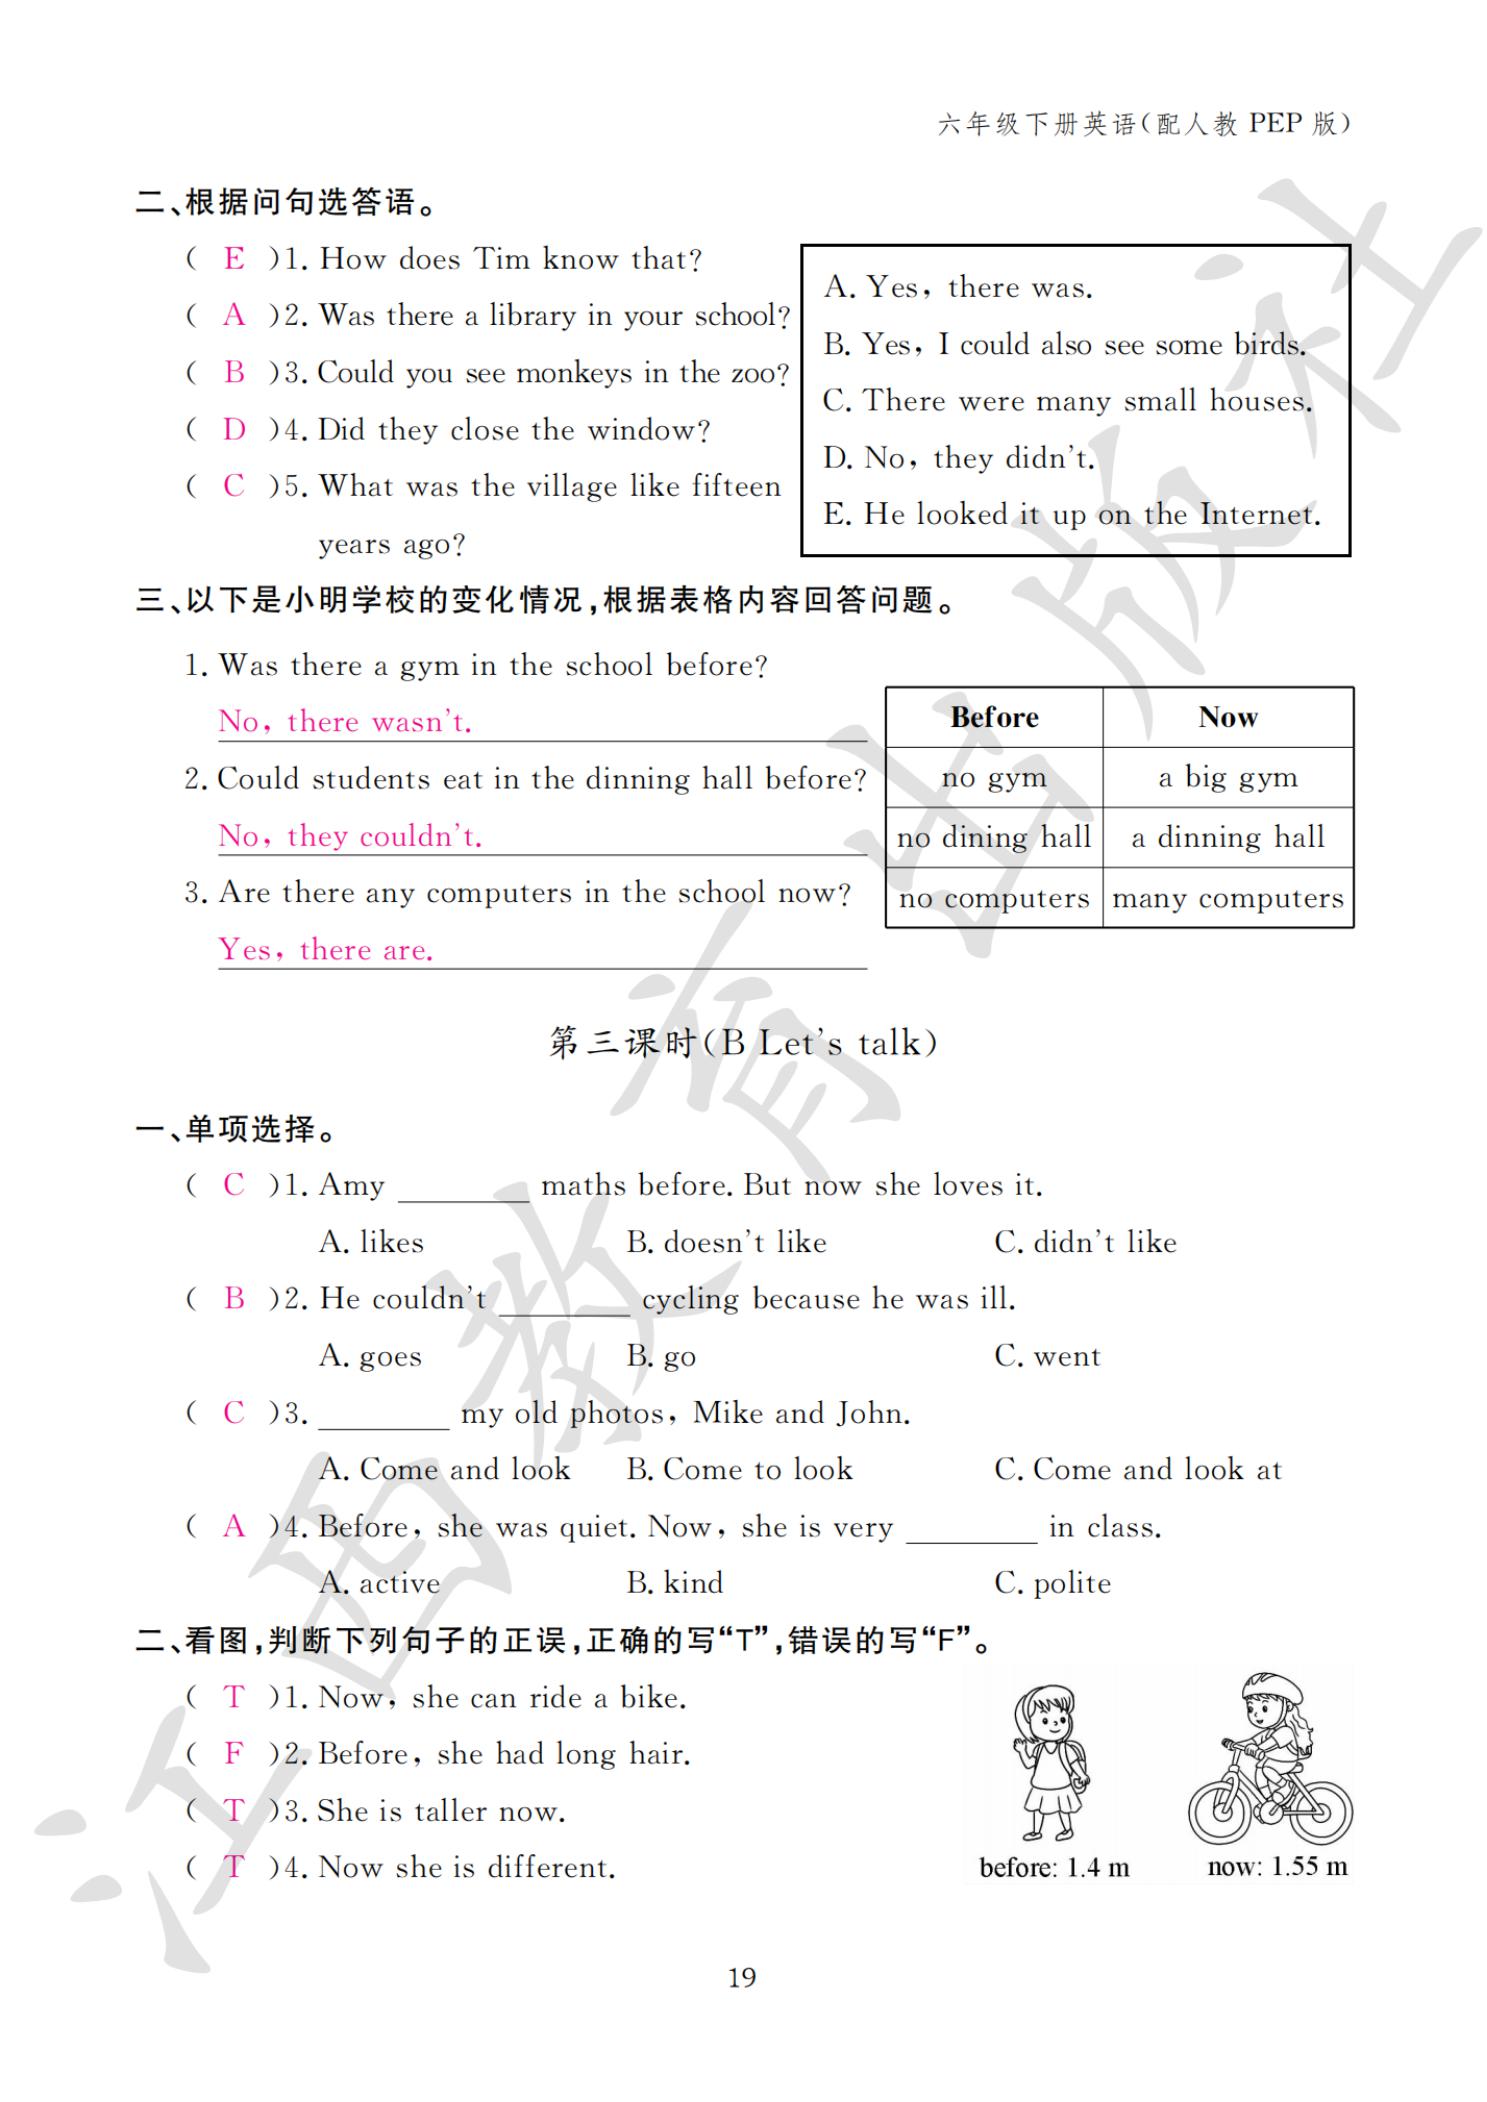 六年级下册英语(配人教 PEP 版)
二、根据问句选答语。
( E )1. How does Tim know that?
( A )2. Was there a library in your school?
( B )3. Could you see monkeys in the zoo?
( D )4. Did they close the window?
( C )5. What was the village like fifteen
years ago?
A. Yes, there was.
B. Yes, I could also see some birds.
C. There were many small houses.
D. No, they didn't.
E. He looked it up on the Internet.
三、以下是小明学校的变化情况,根据表格内容回答问题。
1. Was there a gym in the school before?
No, there wasn't.
2. Could students eat in the dinning hall before?
No, they couldn't.
3. Are there any computers in the school now?
Yes, there are.
Before Now
no gym a big gym
no dining hall a dinning hall
no computers many computers
第三课时(B Let's talk)
一、单项选择。
( C )1. Amy ________ maths before. But now she loves it.
A. likes B. doesn't like C. didn't like
( B )2. He couldn't ________ cycling because he was ill.
A. goes B. go C. went
( C )3. ________ my old photos, Mike and John.
A. Come and look B. Come to look C. Come and look at
( A )4. Before, she was quiet. Now, she is very ________ in class.
A. active B. kind C. polite
二、看图,判断下列句子的正误,正确的写“T”,错误的写“F”。
( T )1. Now, she can ride a bike.
( F )2. Before, she had long hair.
( T )3. She is taller now.
( T )4. Now she is different.
before: 1.4 m now: 1.55 m
19
江西教育出版社